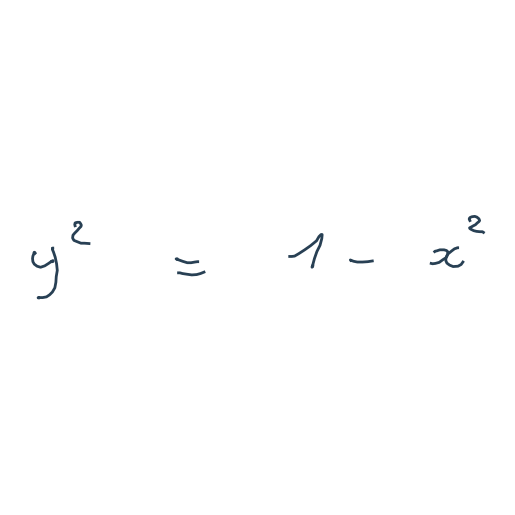 y² = 1 - x²